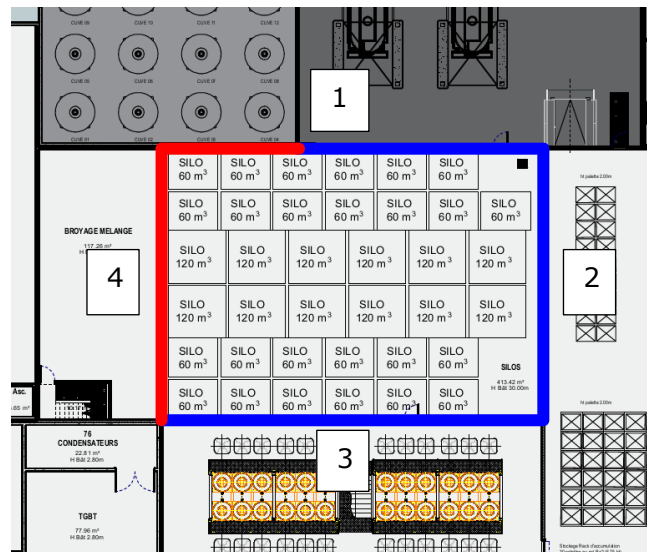 CUVE 09 CUVE 10 CUVE 11 CUVE 12
CUVE 05 CUVE 06 CUVE 07 CUVE 08
1
CUVE 01 CUVE 02 CUVE 03 CUVE 04
SILO SILO SILO SILO SILO SILO
60 m³ 60 m³ 60 m³ 60 m³ 60 m³ 60 m³
SILO SILO SILO SILO SILO SILO SILO
60 m³ 60 m³ 60 m³ 60 m³ 60 m³ 60 m³ 60 m³
BROYAGE MELANGE
117.26 m²
4
SILO SILO SILO SILO SILO SILO
120 m³ 120 m³ 120 m³ 120 m³ 120 m³ 120 m³
2
SILO SILO SILO SILO SILO SILO
120 m³ 120 m³ 120 m³ 120 m³ 120 m³ 120 m³
SILO SILO SILO SILO SILO SILO
60 m³ 60 m³ 60 m³ 60 m³ 60 m³ 60 m³
SILOS
413.42 m²
H Bât 30.00m
SILO SILO SILO SILO SILO SILO
60 m³ 60 m³ 60 m³ 60 m³ 60 m³ 60 m³
Asc.
76
CONDENSATEURS
22.81 m²
H Bât 2.80m
3
TGBT
77.96 m²
H Bât 2.80m